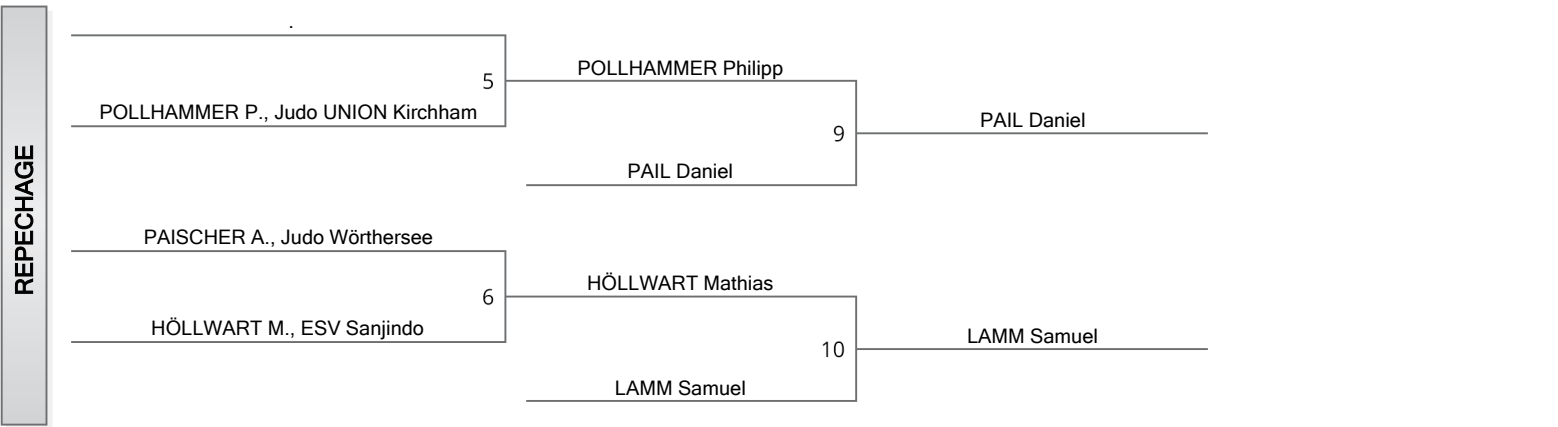 REPECHAGE
.
5
POLLHAMMER P., Judo UNION Kirchham
POLLHAMMER Philipp
9
PAIL Daniel
PAIL Daniel
PAISCHER A., Judo Wörthersee
6
HÖLLWART M., ESV Sanjindo
HÖLLWART Mathias
10
LAMM Samuel
LAMM Samuel